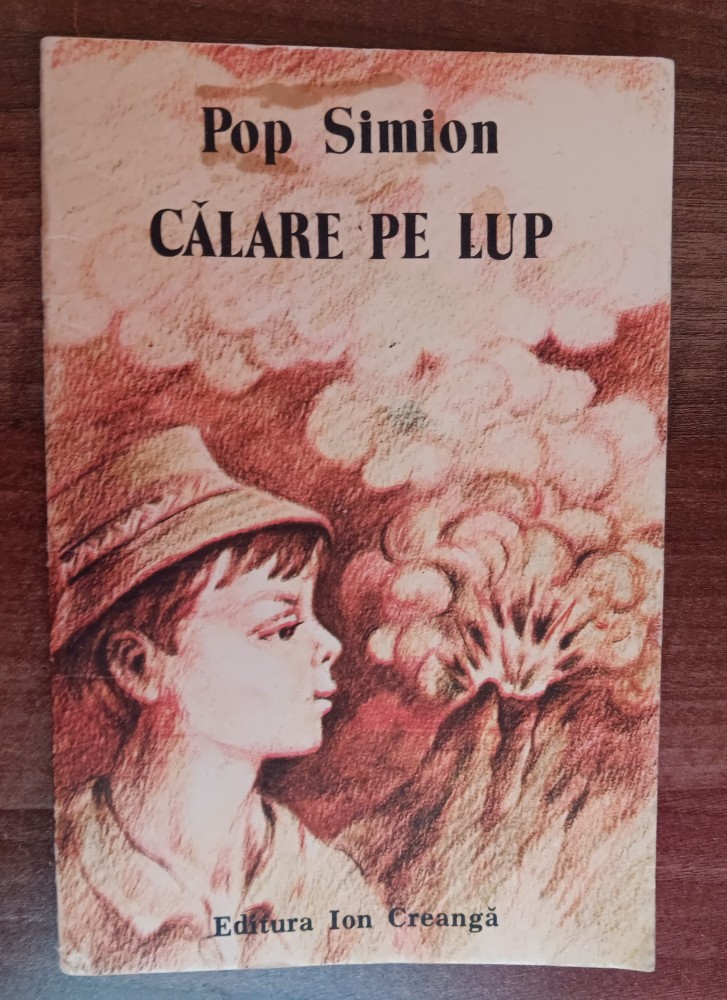 Pop Simion
CĂLARE PE LUP
Editura Ion Creangă